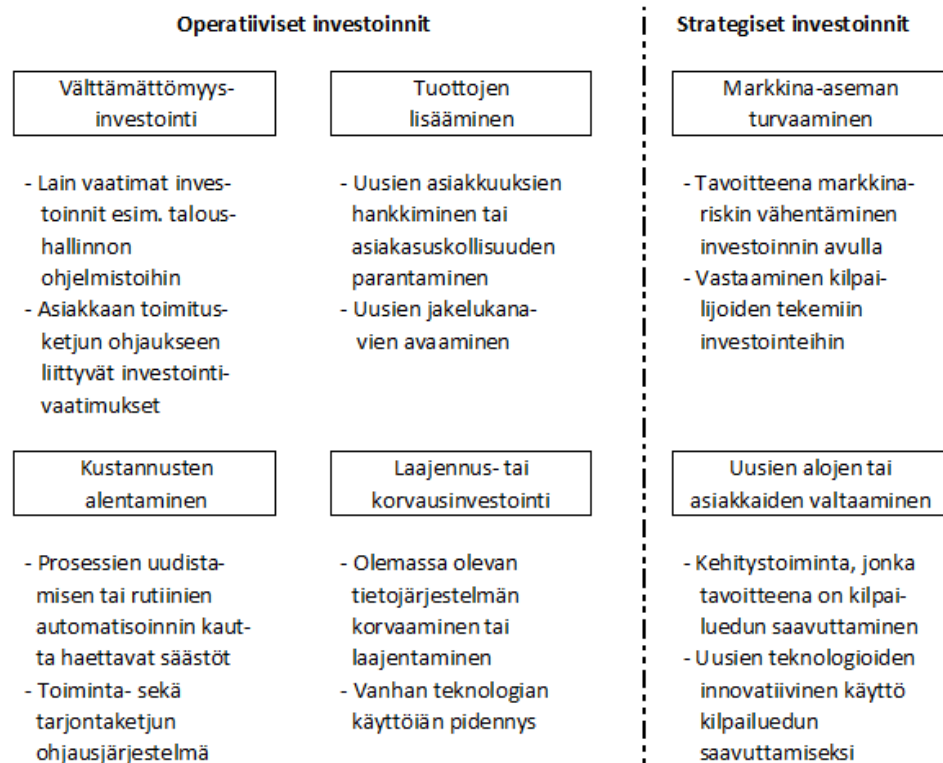 Operatiiviset investoinnit
Strategiset investoinnit
Välttämättömyys-
investointi
- Lain vaatimat inves-
toinnit esim. talous-
hallinnon
ohjelmistoihin
- Asiakkaan toimitus-
ketjun ohjaukseen
liittyvät investointi-
vaatimukset
Tuottojen
lisääminen
- Uusien asiakkuuksien
hankkiminen tai
asiakasuskollisuuden
parantaminen
- Uusien jakelukana-
vien avaaminen
Markkina-aseman
turvaaminen
- Tavoitteena markkina-
riskin vähentäminen
investoinnin avulla
- Vastaaminen kilpai-
lijoiden tekemiin
investointeihin
Kustannusten
alentaminen
- Prosessien uudista-
misen tai rutiinien
automatisoinnin kaut-
ta haettavat säästöt
- Toiminta- sekä
tarjontaketjun
ohjausjärjestelmä
Laajennus- tai
korvausinvestointi
- Olemassa olevan
tietojärjestelmän
korvaaminen tai
laajentaminen
- Vanhan teknologian
käyttöiän pidennys
Uusien alojen tai
asiakkaiden valtaaminen
- Kehitystoiminta, jonka
tavoitteena on kilpai-
luedun saavuttaminen
- Uusien teknologioiden
innovatiivinen käyttö
kilpailuedun
saavuttamiseksi